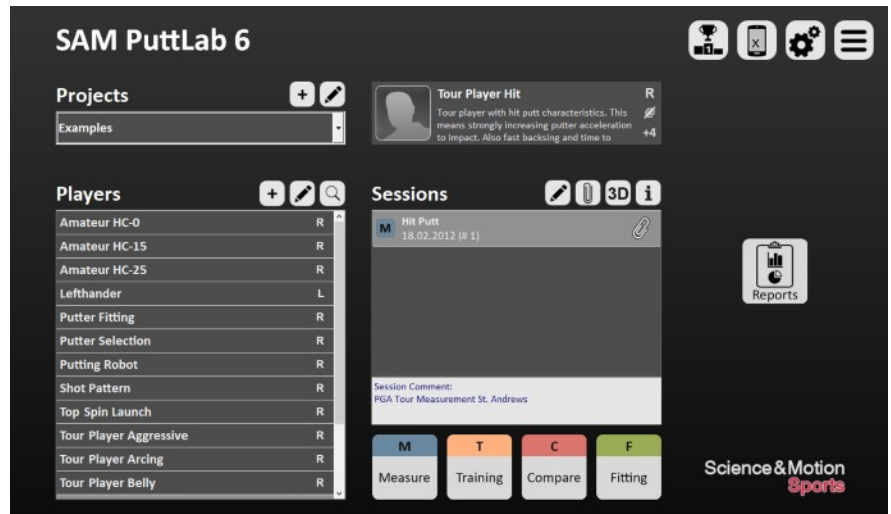 SAM PuttLab 6
1
X
Projects
+
Examples
Tour Player Hit R
Tour player with hit putt characteristics. This
means strongly increasing putter acceleration
to impact. Also fast backsing and time to
+4
Players
+
Amateur HC-0 R
Amateur HC-15 R
Amateur HC-25 R
Lefthander L
Putter Fitting R
Putter Selection R
Putting Robot R
Shot Pattern R
Top Spin Launch R
Tour Player Aggressive R
Tour Player Arcing R
Tour Player Belly R
Sessions
3D
i
M
Hit Putt
18.02.2012 (# 1)
Session Comment:
PGA Tour Measurement St. Andrews
M Measure
T Training
C Compare
F Fitting
Reports
Science&Motion
Sports